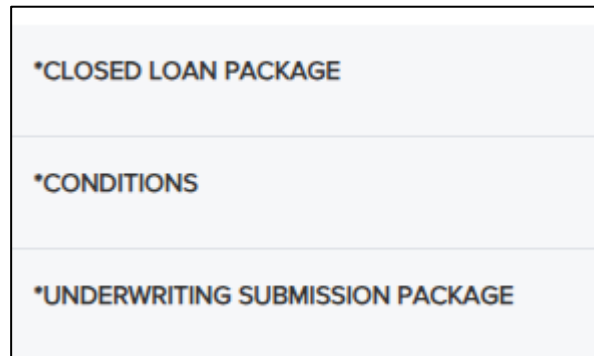 *CLOSED LOAN PACKAGE
*CONDITIONS
*UNDERWRITING SUBMISSION PACKAGE